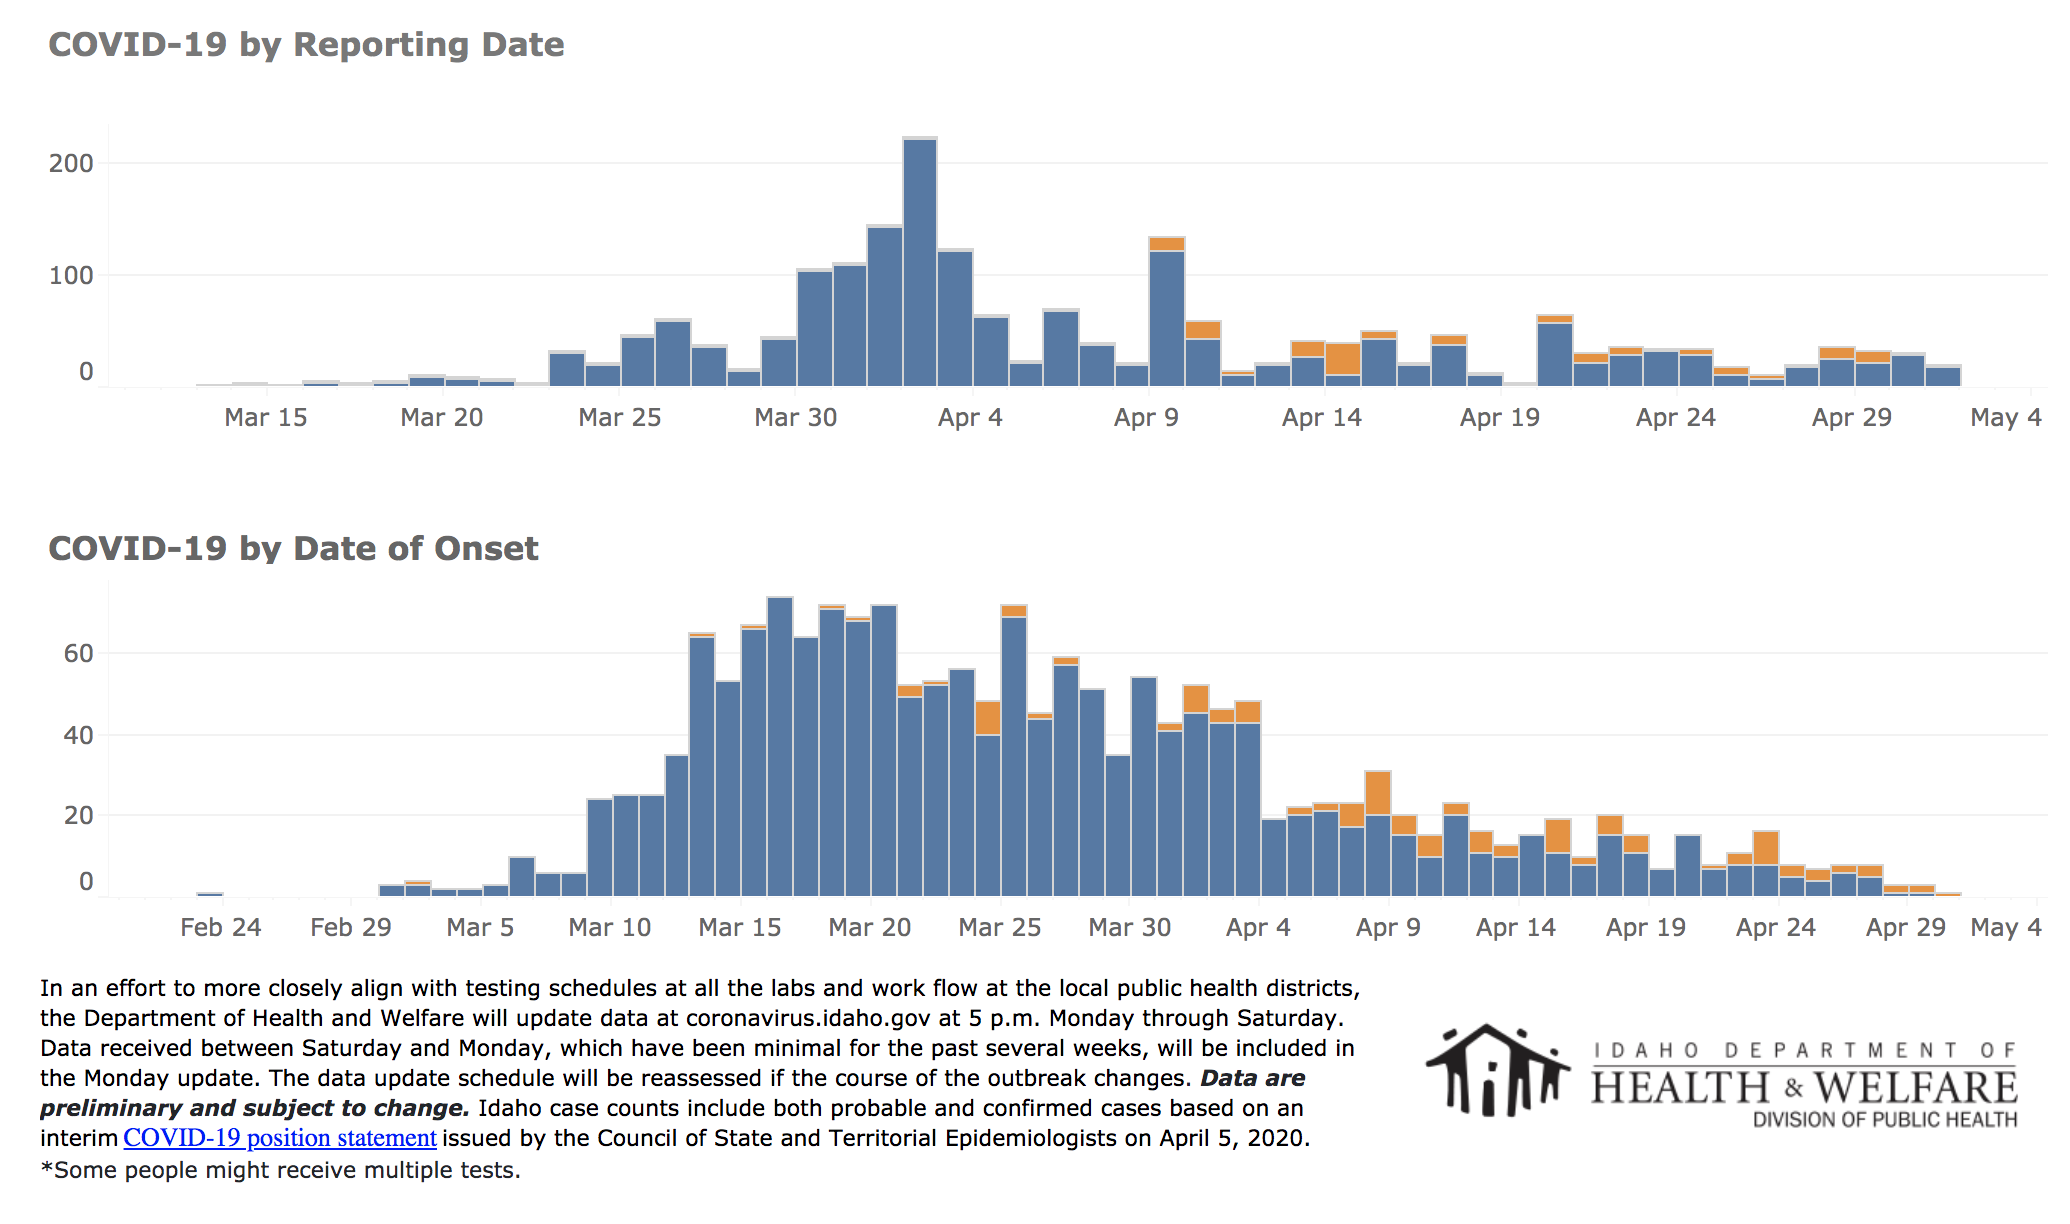 COVID-19 by Reporting Date
200
100
0
Mar 15 Mar 20 Mar 25 Mar 30 Apr 4 Apr 9 Apr 14 Apr 19 Apr 24 Apr 29 May 4
COVID-19 by Date of Onset
60
40
20
0
Feb 24 Feb 29 Mar 5 Mar 10 Mar 15 Mar 20 Mar 25 Mar 30 Apr 4 Apr 9 Apr 14 Apr 19 Apr 24 Apr 29 May 4
In an effort to more closely align with testing schedules at all the labs and work flow at the local public health districts,
the Department of Health and Welfare will update data at coronavirus.idaho.gov at 5 p.m. Monday through Saturday.
Data received between Saturday and Monday, which have been minimal for the past several weeks, will be included in
the Monday update. The data update schedule will be reassessed if the course of the outbreak changes. Data are
preliminary and subject to change. Idaho case counts include both probable and confirmed cases based on an
interim COVID-19 position statement issued by the Council of State and Territorial Epidemiologists on April 5, 2020.
*Some people might receive multiple tests.
IDAHO DEPARTMENT OF
HEALTH & WELFARE
DIVISION OF PUBLIC HEALTH